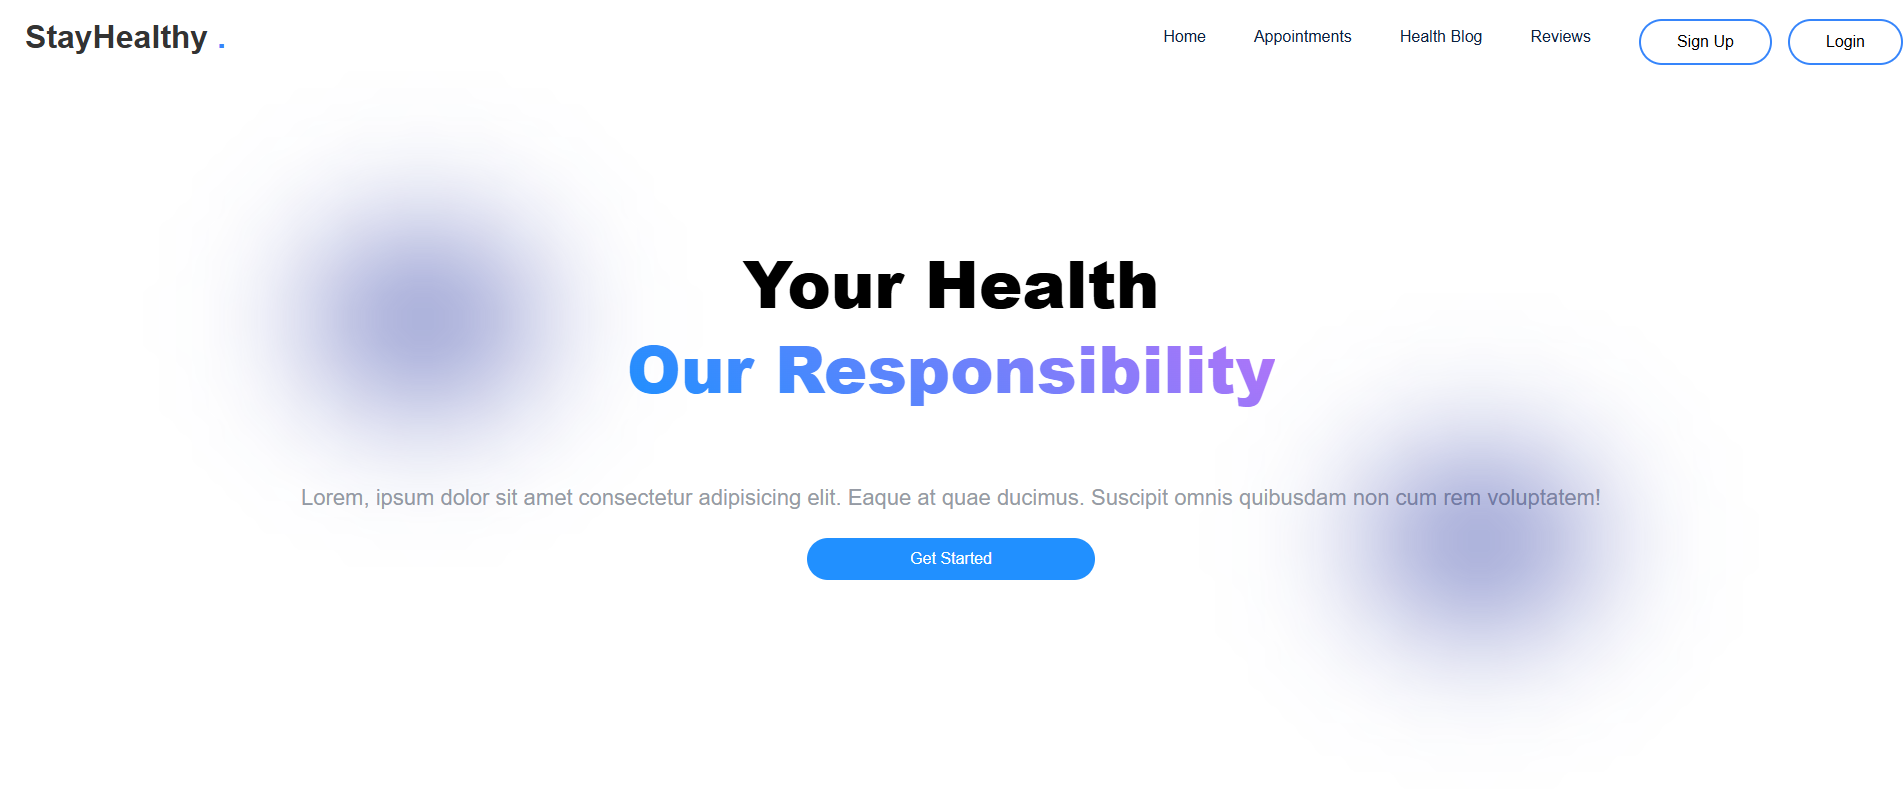 StayHealthy .
Home Appointments Health Blog Reviews Sign Up Login
Your Health
Our Responsibility
Lorem, ipsum dolor sit amet consectetur adipisicing elit. Eaque at quae ducimus. Suscipit omnis quibusdam non cum rem voluptatem!
Get Started